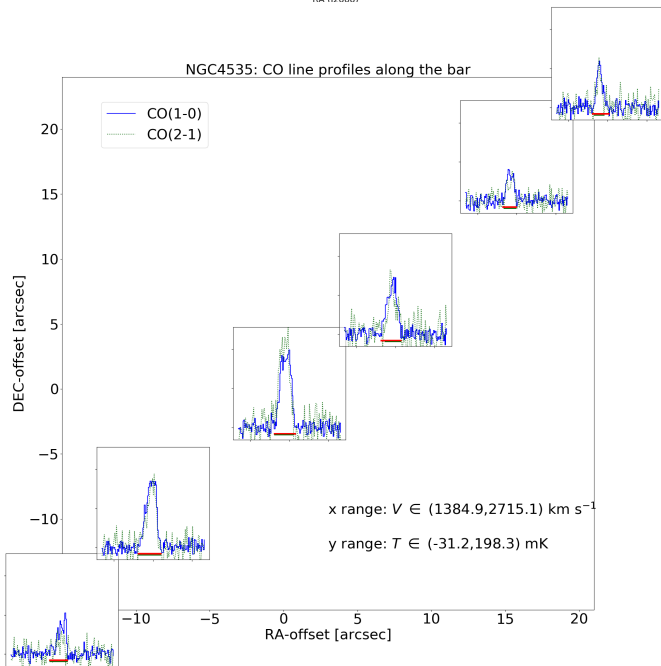 NGC4535: CO line profiles along the bar
CO(1-0)
CO(2-1)
20
15
10
5
0
−5
−10
DEC-offset [arcsec]
x range: V ∈ (1384.9,2715.1) km s⁻¹
y range: T ∈ (-31.2,198.3) mK
−10 −5 0 5 10 15 20
RA-offset [arcsec]